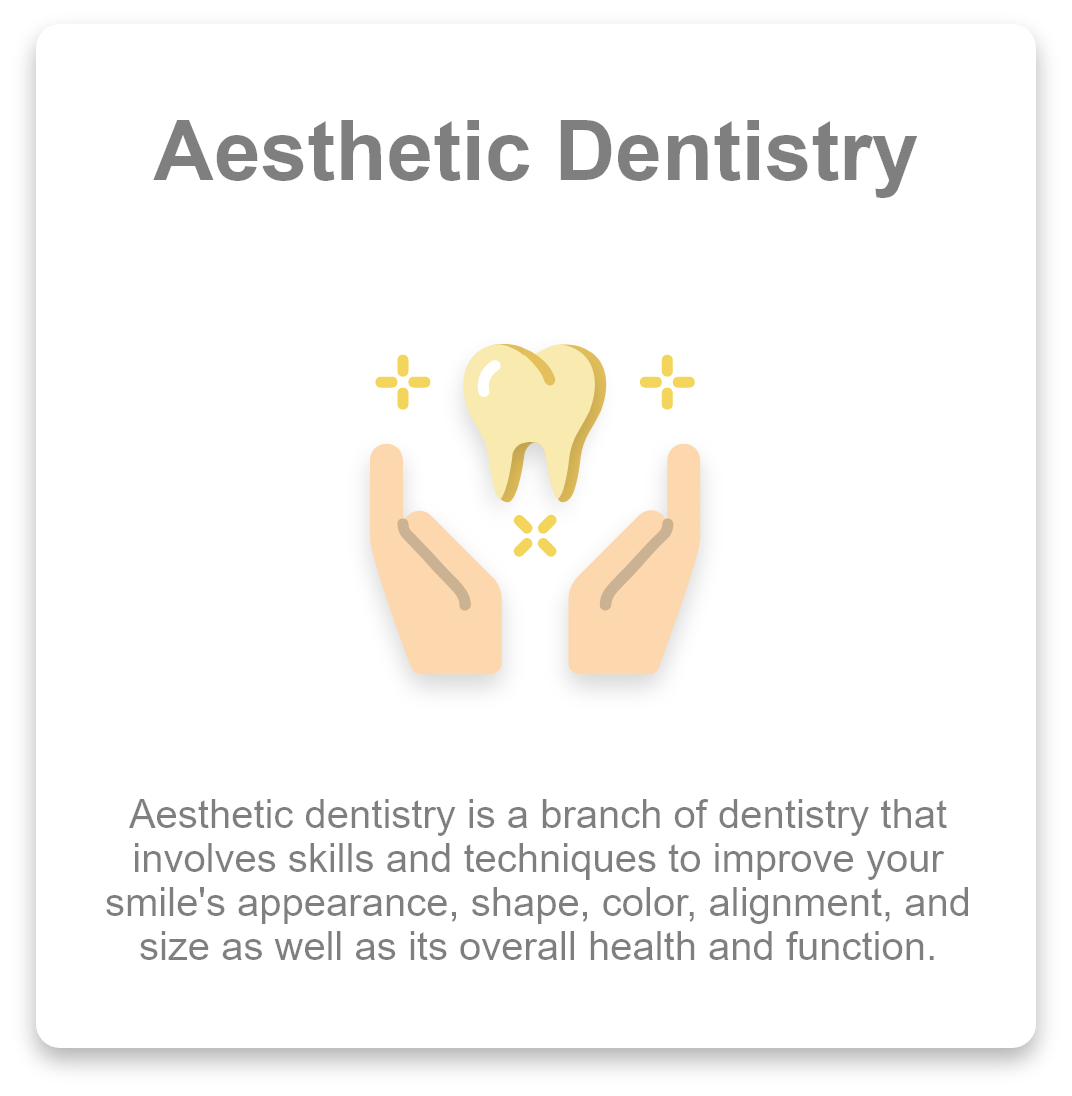 Aesthetic Dentistry
Aesthetic dentistry is a branch of dentistry that
involves skills and techniques to improve your
smile's appearance, shape, color, alignment, and
size as well as its overall health and function.